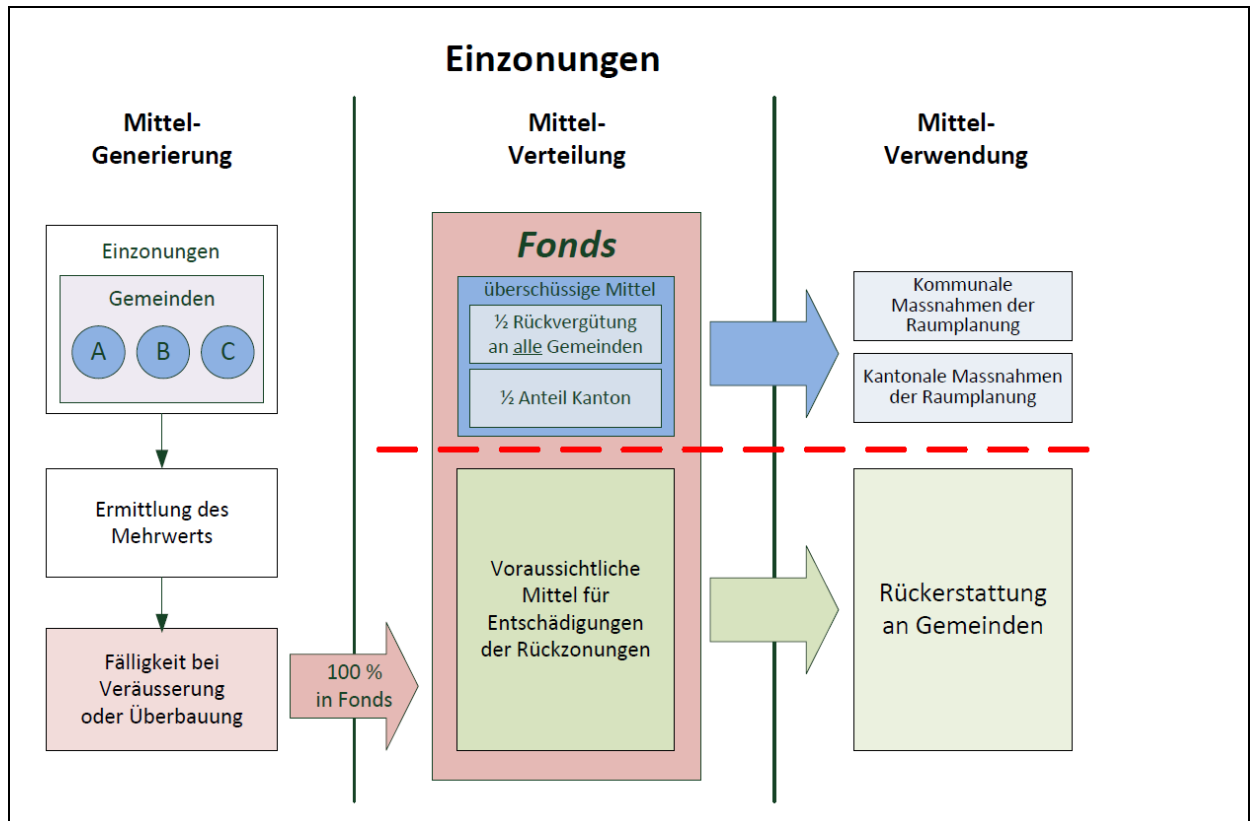 Einzonungen
Mittel-
Generierung
Einzonungen
Gemeinden
A B C
Ermittlung des
Mehrwerts
Fälligkeit bei
Veräusserung
oder Überbauung
100 %
in Fonds
Mittel-
Verteilung
Fonds
überschüssige Mittel
½ Rückvergütung
an alle Gemeinden
½ Anteil Kanton
Voraussichtliche
Mittel für
Entschädigungen
der Rückzonungen
Mittel-
Verwendung
Kommunale
Massnahmen der
Raumplanung
Kantonale Massnahmen
der Raumplanung
Rückerstattung
an Gemeinden